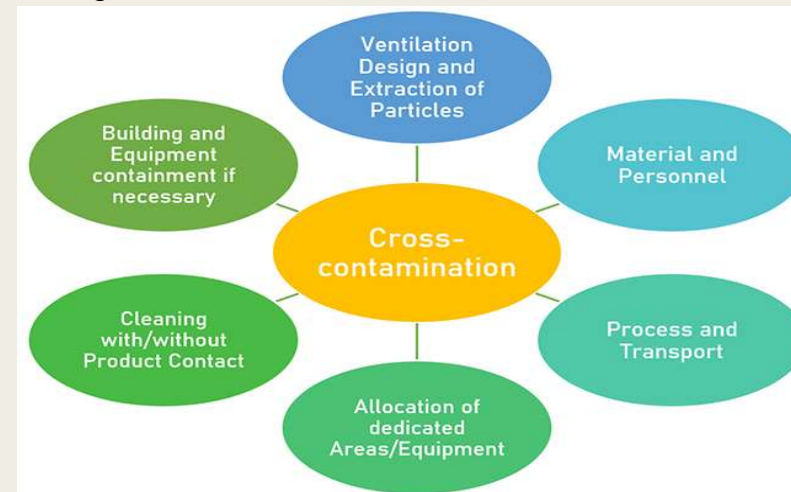 Ventilation
Design and
Extraction of
Particles
Building and
Equipment
containment if
necessary
Material and
Personnel
Cross-
contamination
Cleaning
with/without
Product Contact
Process and
Transport
Allocation of
dedicated
Areas/Equipment